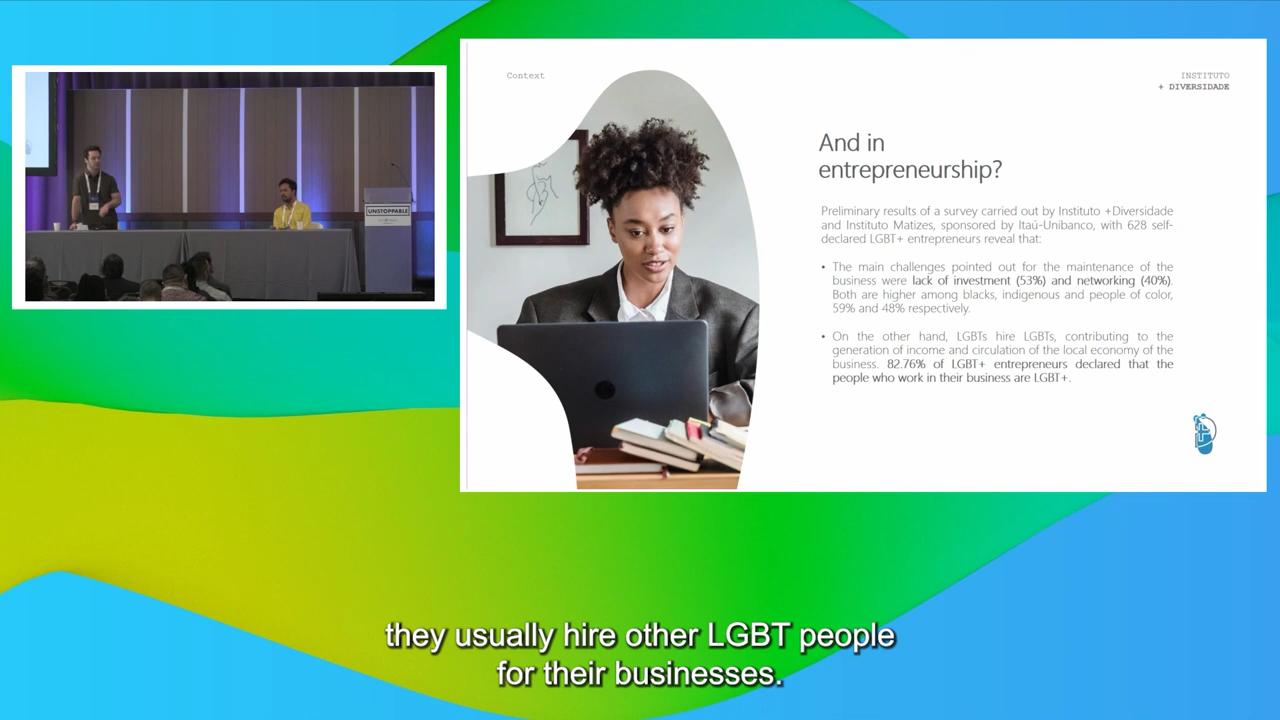 UNSTOPPABLE
Context
INSTITUTO
+ DIVERSIDADE
And in
entrepreneurship?
Preliminary results of a survey carried out by Instituto +Diversidade
and Instituto Matizes, sponsored by Itaú-Unibanco, with 628 self-
declared LGBT+ entrepreneurs reveal that:
• The main challenges pointed out for the maintenance of the
business were lack of investment (53%) and networking (40%).
Both are higher among blacks, indigenous and people of color,
59% and 48% respectively.
• On the other hand, LGBTs hire LGBTs, contributing to the
generation of income and circulation of the local economy of the
business. 82.76% of LGBT+ entrepreneurs declared that the
people who work in their business are LGBT+.
they usually hire other LGBT people
for their businesses.